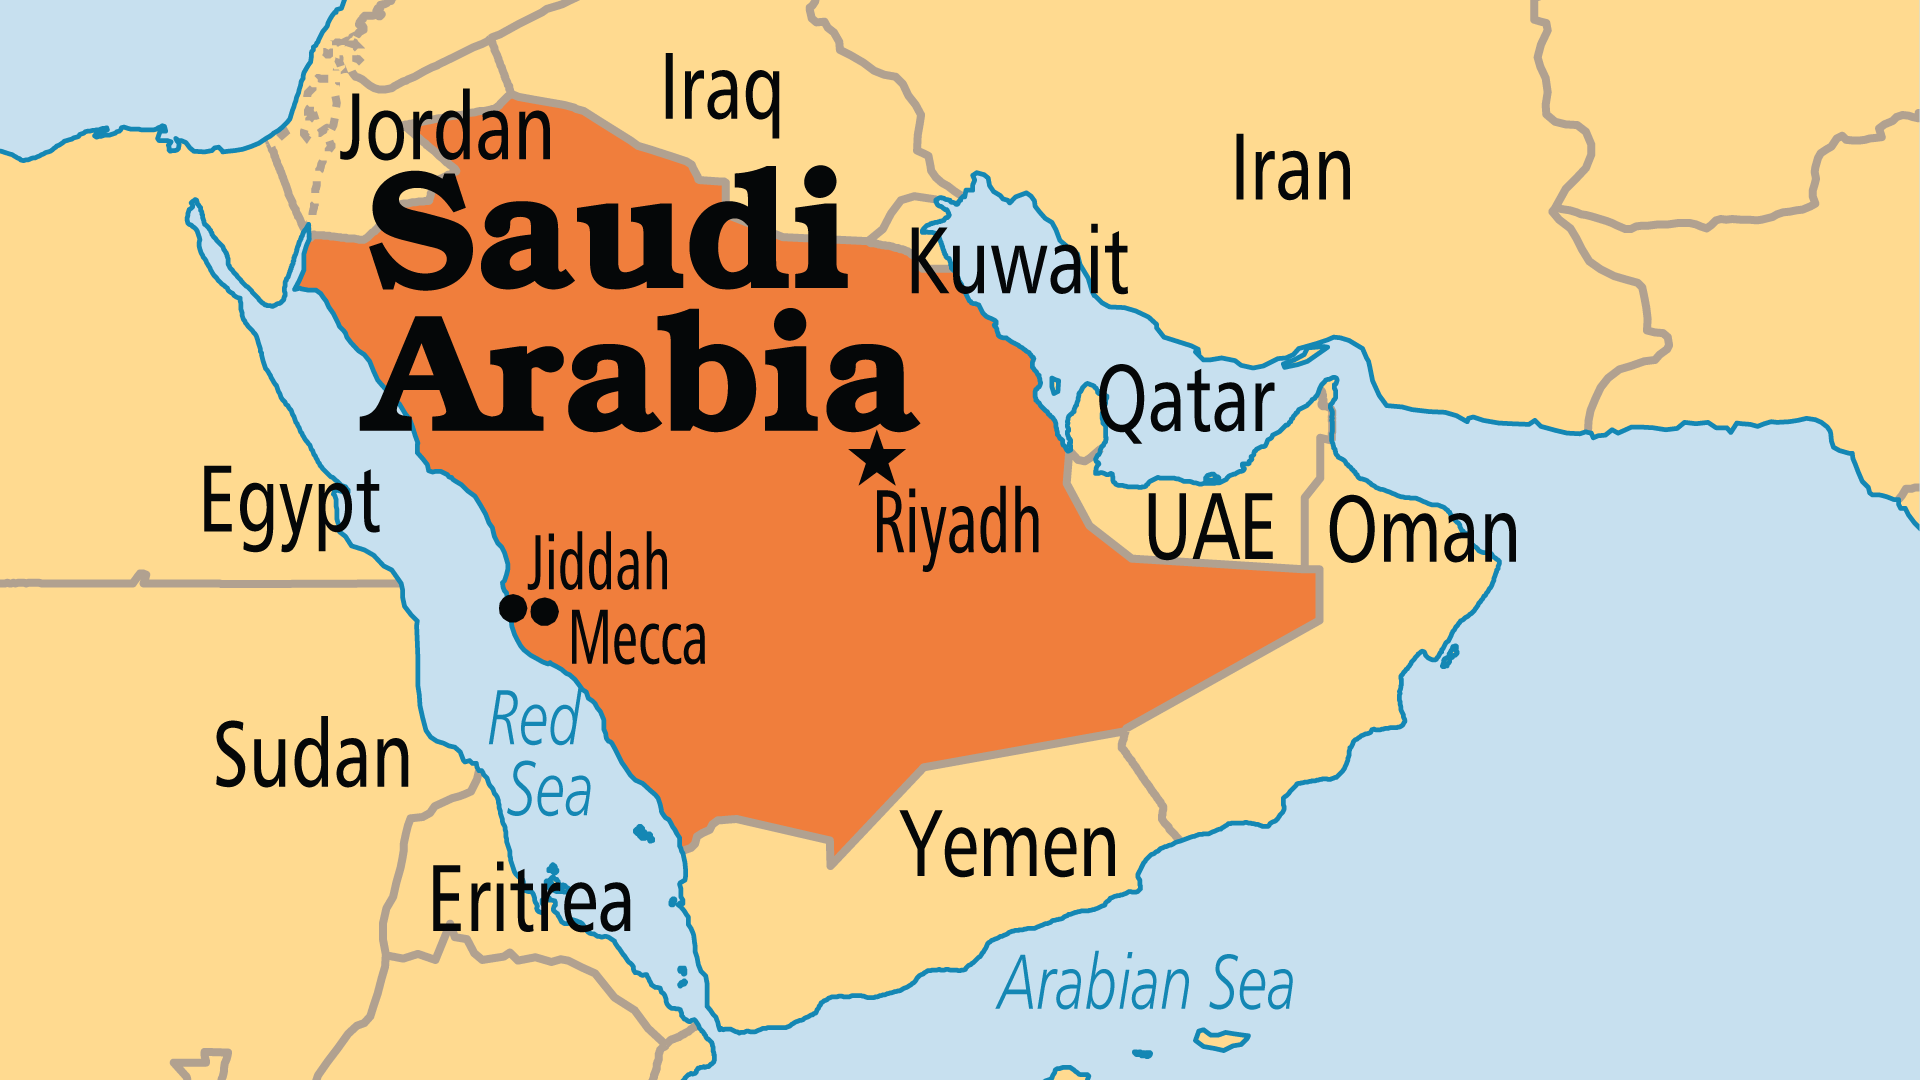 Iraq
Jordan
Iran
Saudi
Arabia
Kuwait
Qatar
Egypt
Riyadh
UAE
Oman
Jiddah
Mecca
Red
Sea
Sudan
Yemen
Eritrea
Arabian Sea